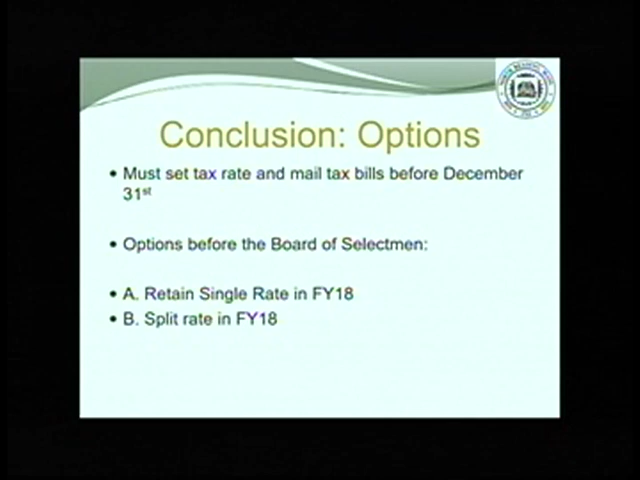 Conclusion: Options
• Must set tax rate and mail tax bills before December
31st
• Options before the Board of Selectmen:
• A. Retain Single Rate in FY18
• B. Split rate in FY18